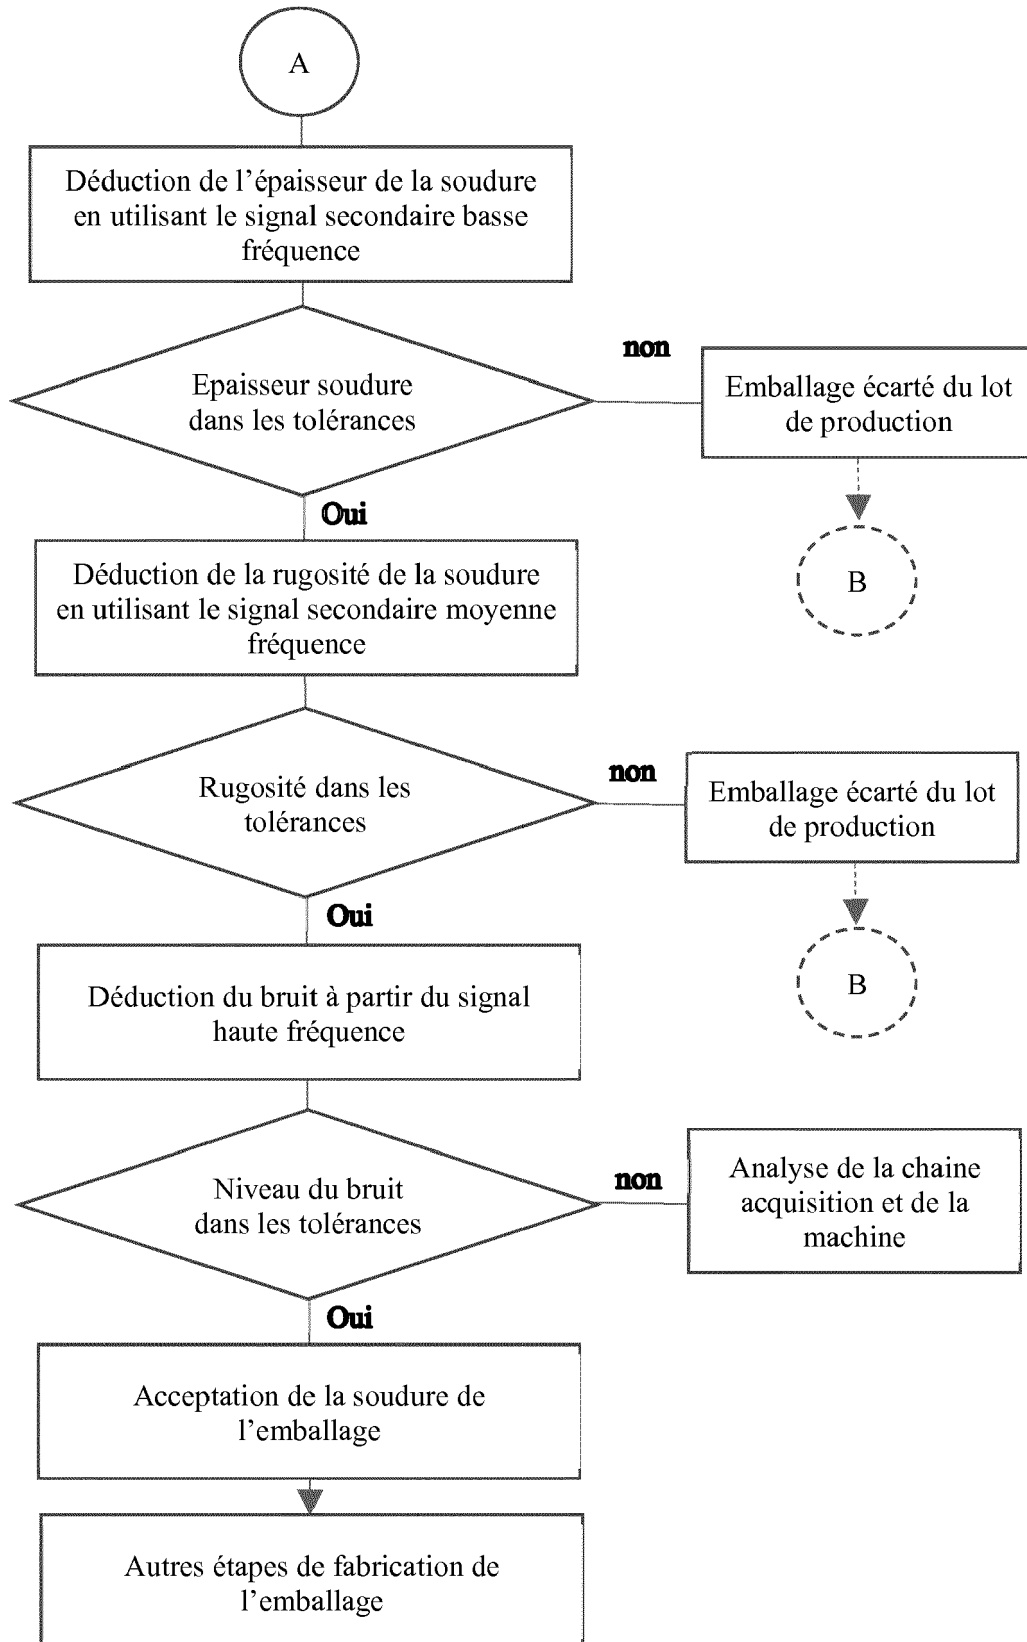 A
Déduction de l’épaisseur de la soudure
en utilisant le signal secondaire basse
fréquence
Epaisseur soudure
dans les tolérances
non
Emballage écarté du lot
de production
Oui
B
Déduction de la rugosité de la soudure
en utilisant le signal secondaire moyenne
fréquence
Rugosité dans les
tolérances
non
Emballage écarté du lot
de production
Oui
B
Déduction du bruit à partir du signal
haute fréquence
Niveau du bruit
dans les tolérances
non
Analyse de la chaine
acquisition et de la
machine
Oui
Acceptation de la soudure de
l’emballage
Autres étapes de fabrication de
l’emballage